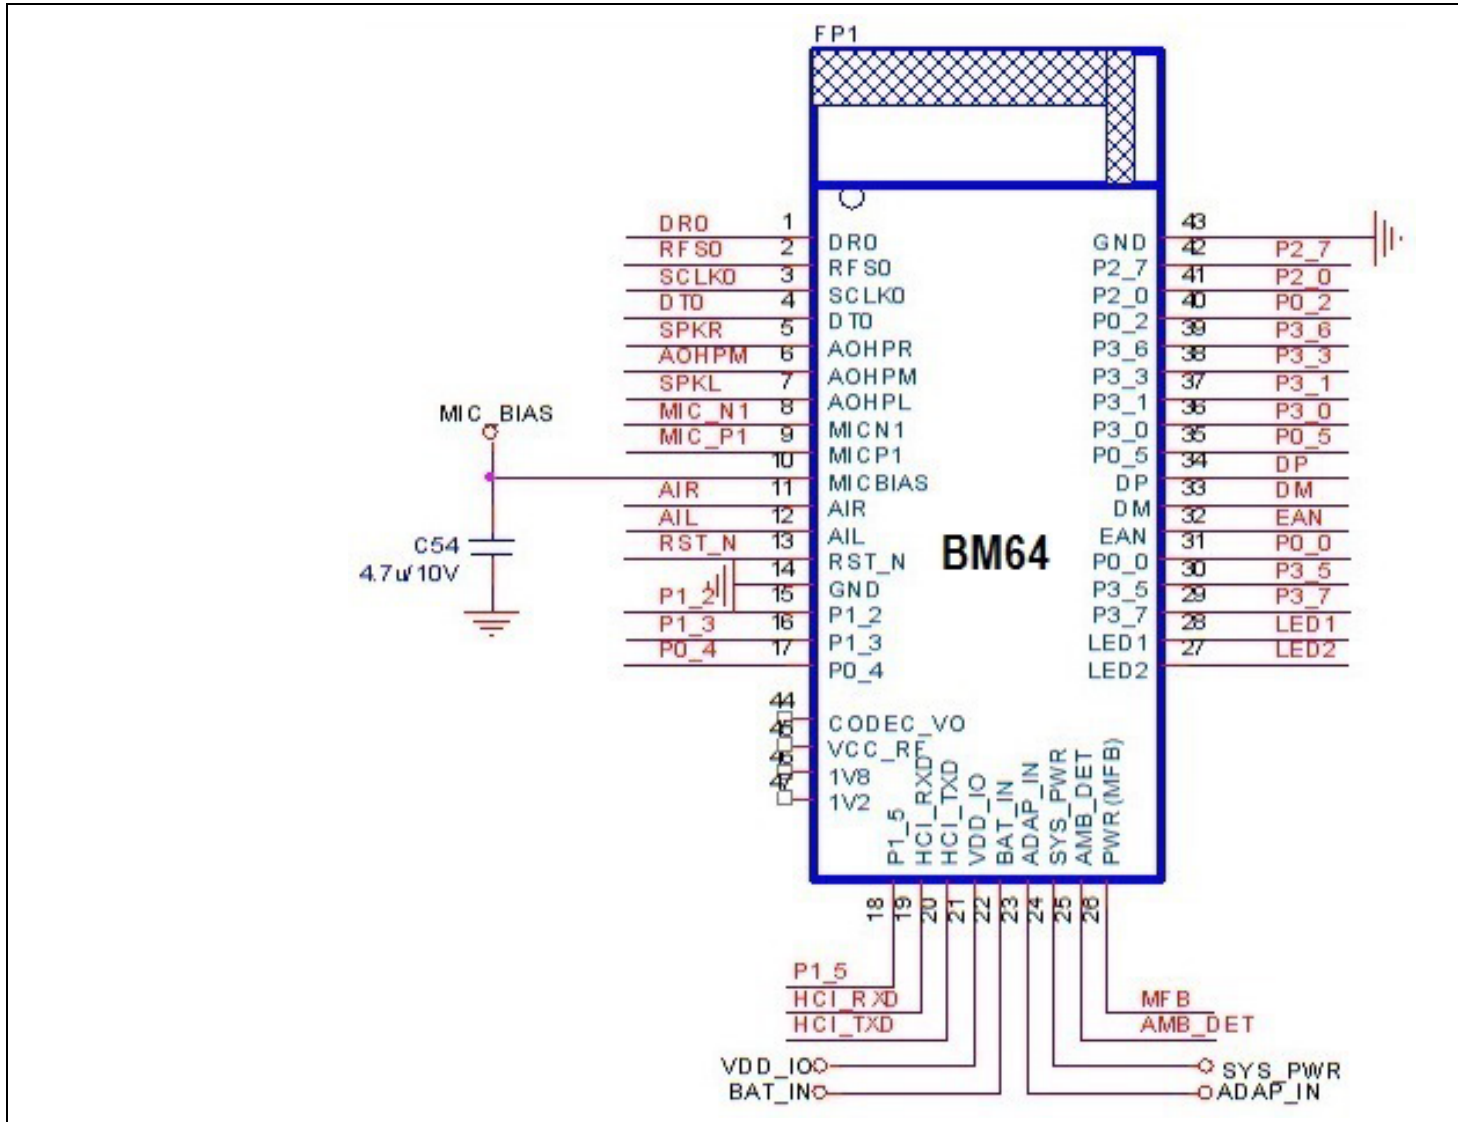 FP1
DR0 1 DR0
RFS0 2 RFS0
SCLK0 3 SCLK0
DT0 4 DT0
SPKR 5 AOHPR
AOHPM 6 AOHPM
SPKL 7 AOHPL
MIC_N1 8 MICN1
MIC_P1 9 MICP1
MIC_BIAS
10 MICBIAS
AIR 11 AIR
AIL 12 AIL
RST_N 13 RST_N
14 GND
P1_2 15 P1_2
P1_3 16 P1_3
P0_4 17 P0_4
C54
4.7u/10V
BM64
GND 43
P2_7 42 P2_7
P2_0 41 P2_0
P0_2 40 P0_2
P3_6 39 P3_6
P3_3 38 P3_3
P3_1 37 P3_1
P3_0 36 P3_0
P0_5 35 P0_5
DP 34 DP
DM 33 DM
EAN 32 EAN
P0_0 31 P0_0
P3_5 30 P3_5
P3_7 29 P3_7
LED1 28 LED1
LED2 27 LED2
44 CODEC_VO
45 VCC_RF
46 1V8
47 1V2
P1_5
HCI_RXD
HCI_TXD
VDD_IO
BAT_IN
ADAP_IN
SYS_PWR
AMB_DET
PWR(MFB)
18 19 20 21 22 23 24 25 26
P1_5
HCI_RXD MFB
HCI_TXD AMB_DET
VDD_IO SYS_PWR
BAT_IN ADAP_IN